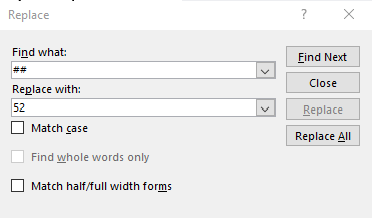 Replace ? ×
Find what:
##
Find Next
Close
Replace with:
52
Replace
Match case
Replace All
Find whole words only
Match half/full width forms